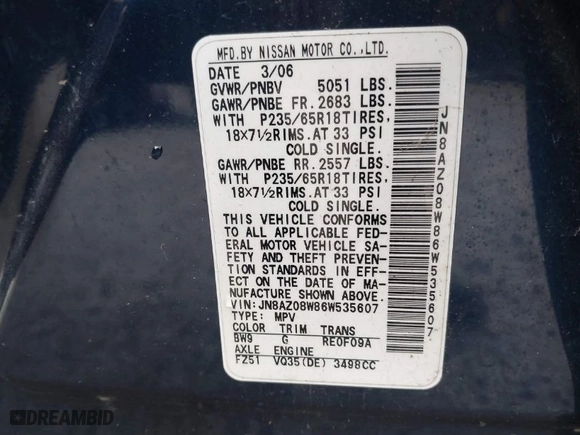 MFD.BY NISSAN MOTOR CO.,LTD.
DATE 3/06
GVWR/PNBV 5051 LBS.
GAWR/PNBE FR.2683 LBS.
WITH P235/65R18TIRES,
18X7½RIMS.AT 33 PSI
COLD SINGLE.
GAWR/PNBE RR.2557 LBS.
WITH P235/65R18TIRES,
18X7½RIMS.AT 33 PSI
COLD SINGLE.
THIS VEHICLE CONFORMS
TO ALL APPLICABLE FED-
ERAL MOTOR VEHICLE SA-
FETY AND THEFT PREVEN-
TION STANDARDS IN EFF-
ECT ON THE DATE OF MA-
NUFACTURE SHOWN ABOVE.
VIN:JN8AZ08W86W535607
TYPE: MPV
COLOR TRIM TRANS
BW9 G RE0F09A
AXLE ENGINE
FZ51 VQ35(DE) 3498CC
JN8AZ08W86W535607
DREAMBID